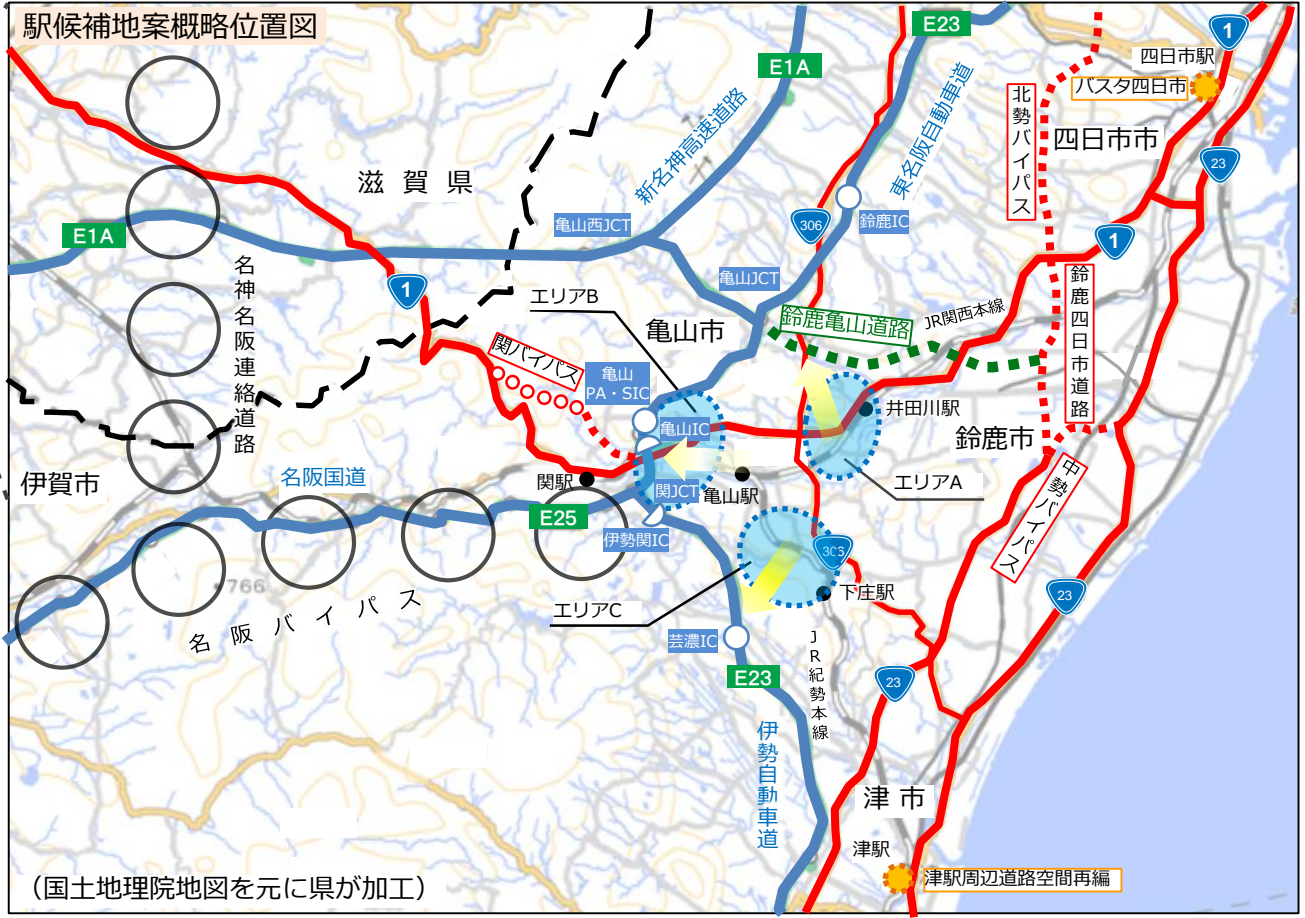 駅候補地案概略位置図
E23
1
四日市駅
バスタ四日市
E1A
新名神高速道路
東名阪自動車道
北勢バイパス
四日市市
23
滋賀県
鈴鹿IC
306
亀山西JCT
E1A
1
名神名阪連絡道路
亀山JCT
鈴鹿四日市道路
1
エリアB
亀山市
鈴鹿亀山道路
JR関西本線
関バイパス
亀山
PA・SIC
井田川駅
亀山IC
鈴鹿市
伊賀市
名阪国道
関駅
関JCT
亀山駅
エリアA
中勢バイパス
E25
伊勢関IC
306
766
名阪バイパス
エリアC
下庄駅
23
芸濃IC
JR紀勢本線
E23
23
伊勢自動車道
津市
津駅
津駅周辺道路空間再編
（国土地理院地図を元に県が加工）